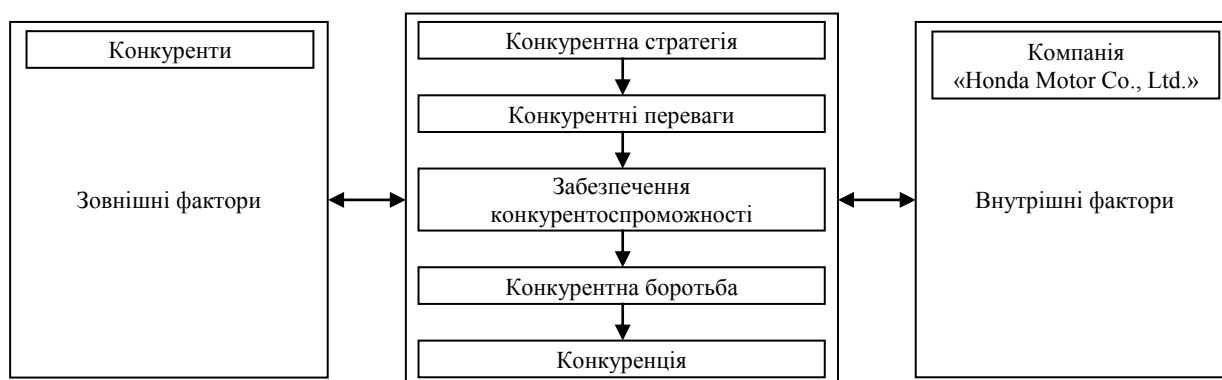 Конкуренти
Зовнішні фактори
Конкурентна стратегія
Конкурентні переваги
Забезпечення
конкурентоспроможності
Конкурентна боротьба
Конкуренція
Компанія
«Honda Motor Co., Ltd.»
Внутрішні фактори